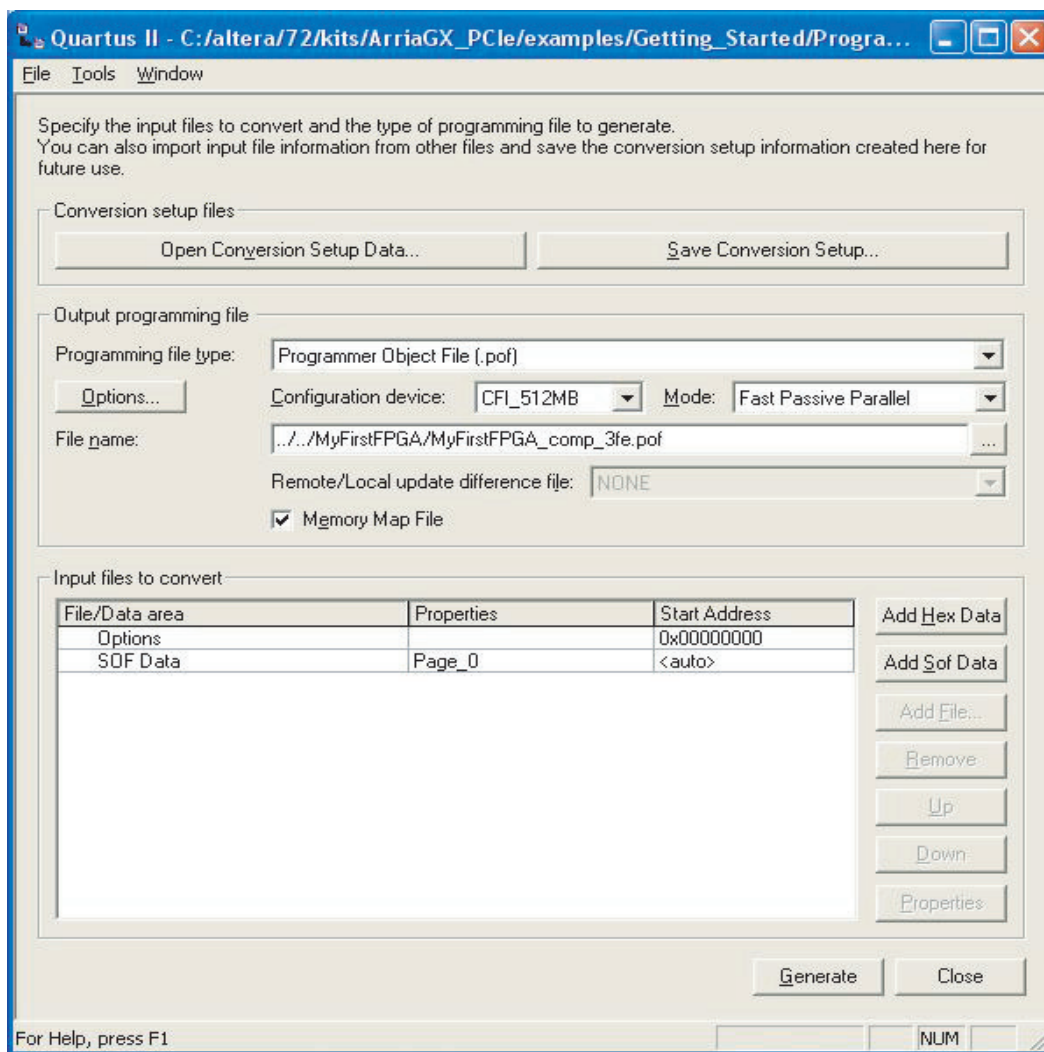 Quartus II - C:/altera/72/kits/ArriaGX_PCIe/examples/Getting_Started/Progra...
File Tools Window
Specify the input files to convert and the type of programming file to generate.
You can also import input file information from other files and save the conversion setup information created here for
future use.
Conversion setup files
Open Conversion Setup Data... Save Conversion Setup...
Output programming file
Programming file type: Programmer Object File (.pof)
Options... Configuration device: CFI_512MB Mode: Fast Passive Parallel
File name: ../../MyFirstFPGA/MyFirstFPGA_comp_3fe.pof ...
Remote/Local update difference file: NONE
Memory Map File
Input files to convert
File/Data area Properties Start Address
Options 0x00000000
SOF Data Page_0 <auto>
Add Hex Data
Add Sof Data
Add File...
Remove
Up
Down
Properties
Generate Close
For Help, press F1 NUM